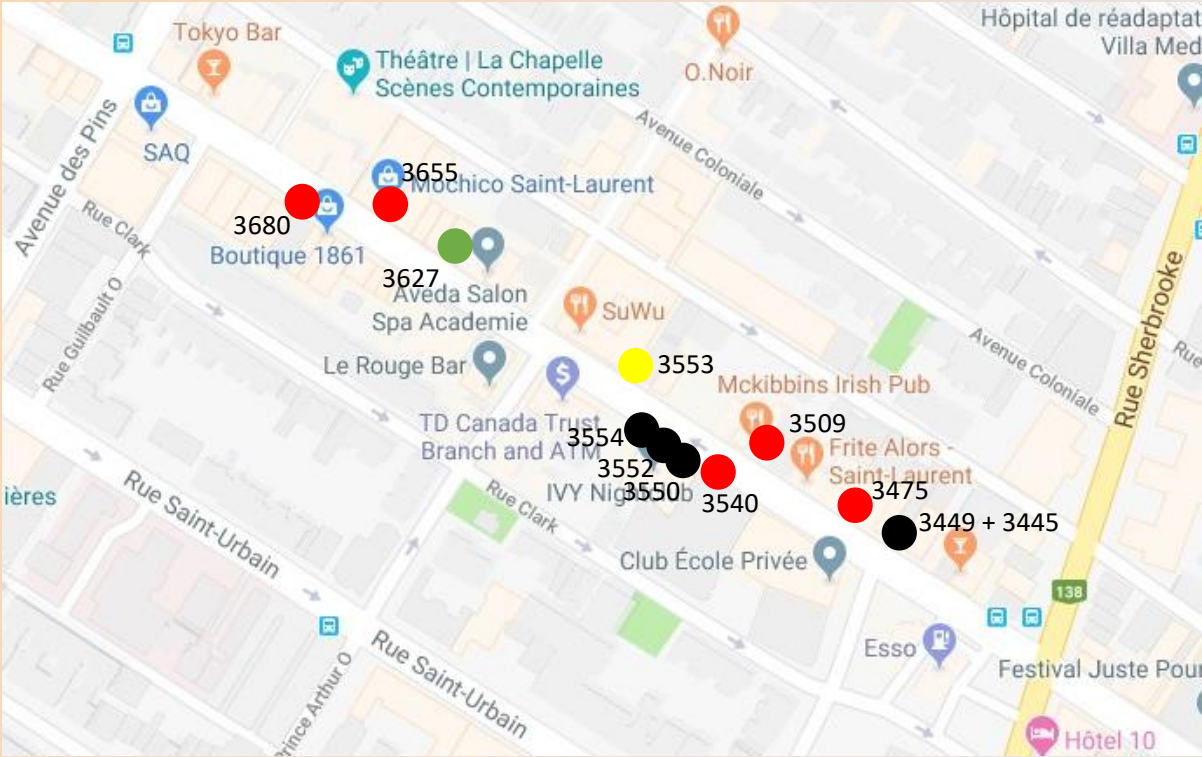 Hôpital de réadaptat
Villa Med
Tokyo Bar
Théâtre | La Chapelle
Scènes Contemporaines
O.Noir
Avenue des Pins
SAQ
Avenue Coloniale
3655
Mochico Saint-Laurent
3680
Boutique 1861
Rue Clark
3627
Aveda Salon
Spa Academie
Rue Guilbault O
SuWu
Rue Sherbrooke
Le Rouge Bar
3553
Avenue Coloniale
Rue
Mckibbins Irish Pub
TD Canada Trust
Branch and ATM
3554
3509
Frite Alors -
Saint-Laurent
3552
3550
IVY Nightclub
3540
3475
3449 + 3445
ières
Rue Saint-Urbain
Rue Clark
Club École Privée
138
Esso
Rue Saint-Urbain
Prince Arthur O
Festival Juste Pour
Hôtel 10